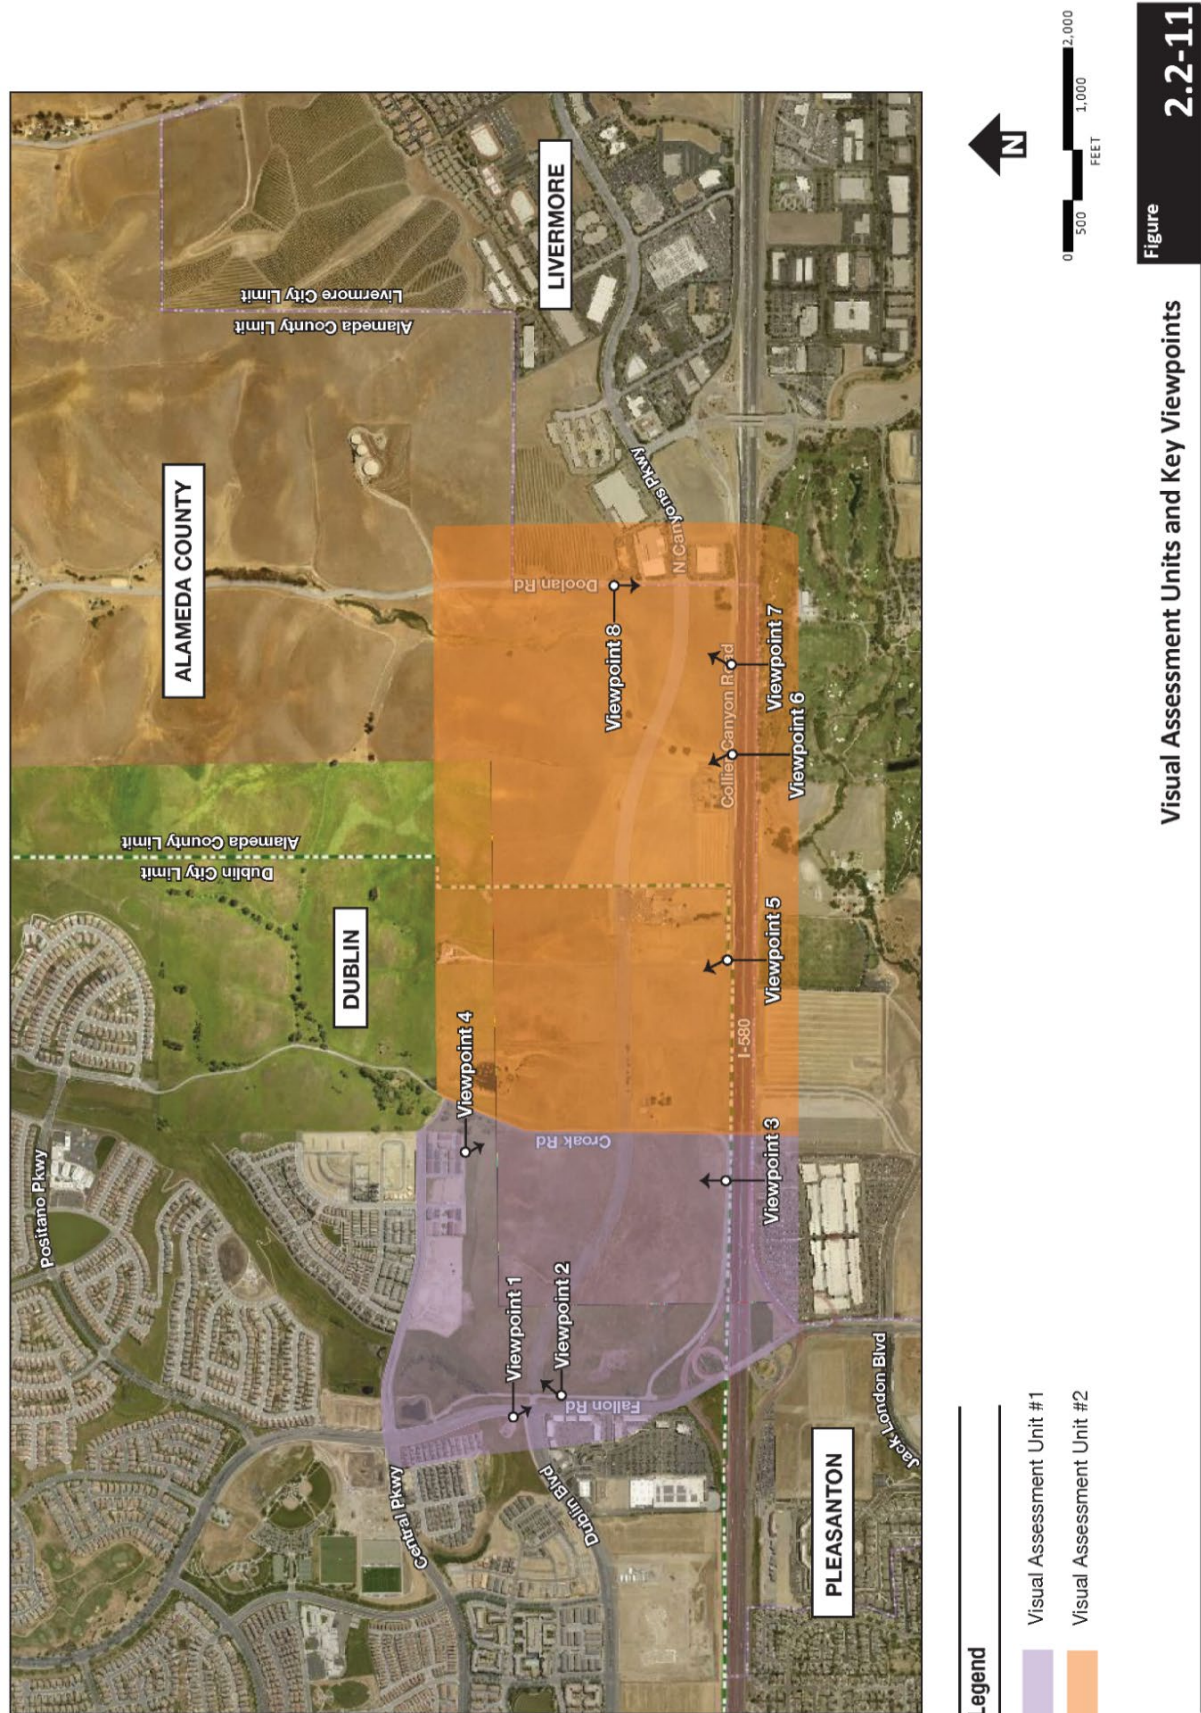 Positano Pkwy
DUBLIN
Dublin City Limit
Alameda County Limit
ALAMEDA COUNTY
Alameda County Limit
Livermore City Limit
LIVERMORE
Central Pkwy
Viewpoint 1
Viewpoint 2
Viewpoint 4
Fallon Rd
Dublin Blvd
Croak Rd
Doolan Rd
Viewpoint 8
N Canyons Pkwy
Collier Canyon Road
I-580
Viewpoint 3
Viewpoint 5
Viewpoint 6
Viewpoint 7
PLEASANTON
Jack London Blvd
Legend
Visual Assessment Unit #1
Visual Assessment Unit #2
N
0 500 1,000 2,000
FEET
Visual Assessment Units and Key Viewpoints
Figure
2.2-11